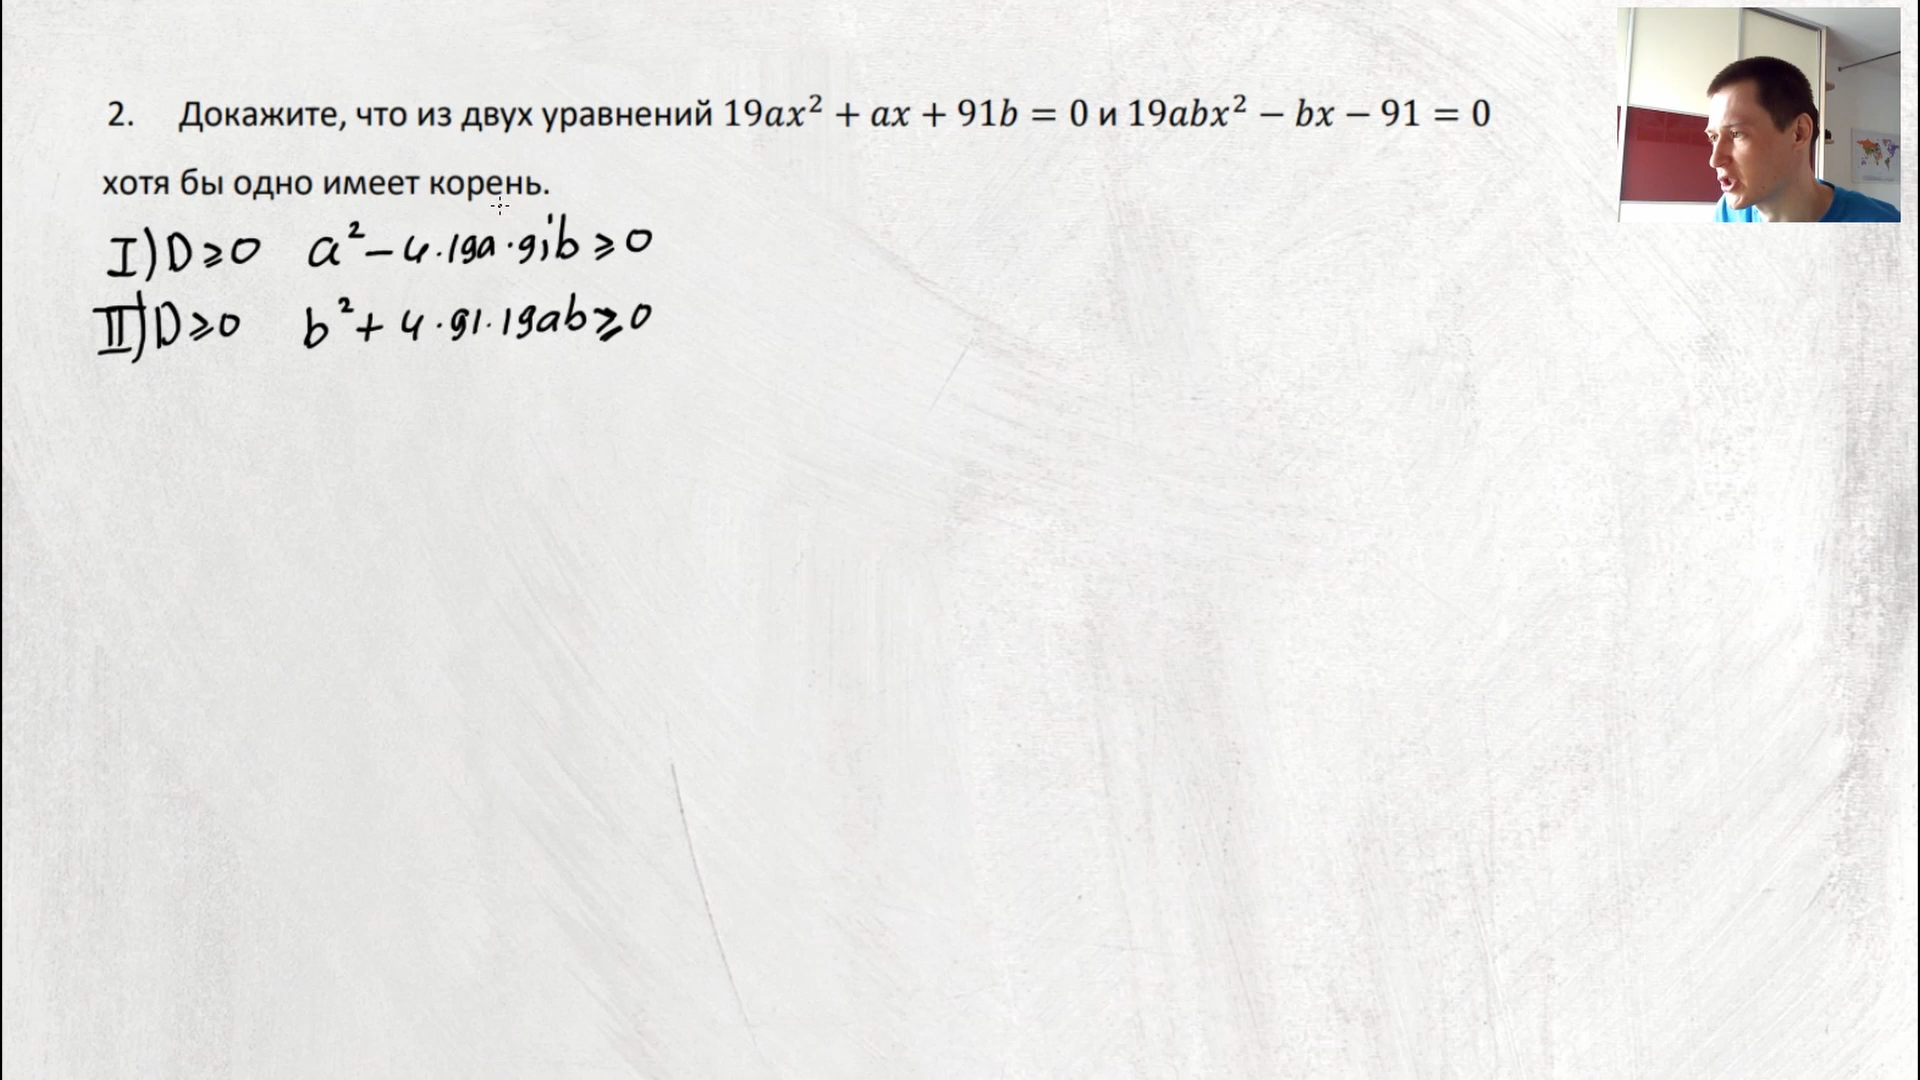 2. Докажите, что из двух уравнений 19ax² + ax + 91b = 0 и 19abx² − bx − 91 = 0
хотя бы одно имеет корень.
I) D ⩾ 0 a² − 4·19a·91b ⩾ 0
II) D ⩾ 0 b² + 4·91·19ab ⩾ 0